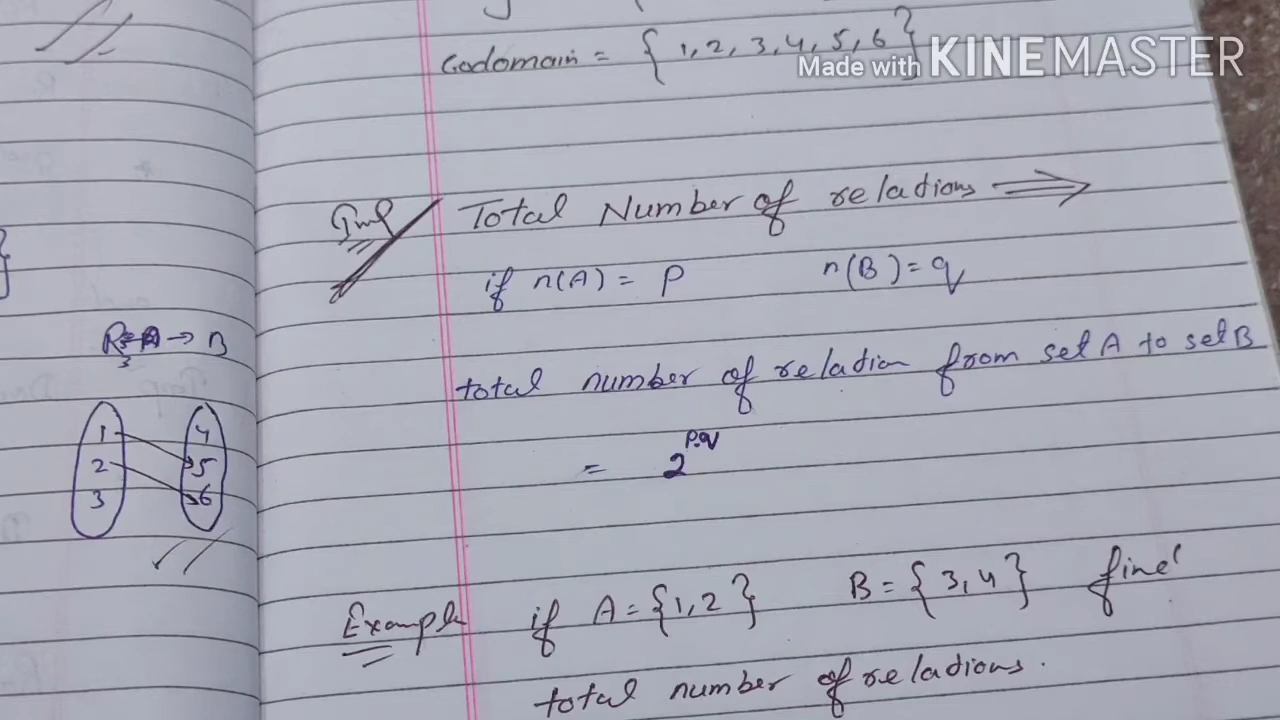 Codomain = { 1, 2, 3, 4, 5, 6 }
Made with KINEMASTER
Imp Total Number of relations ⟹
if n(A) = P n(B) = q
total number of relation from set A to set B
= 2^{p.q}
→ B
1 4
2 5
3 6
Example if A = {1, 2} B = { 3, 4 } find
total number of relations.